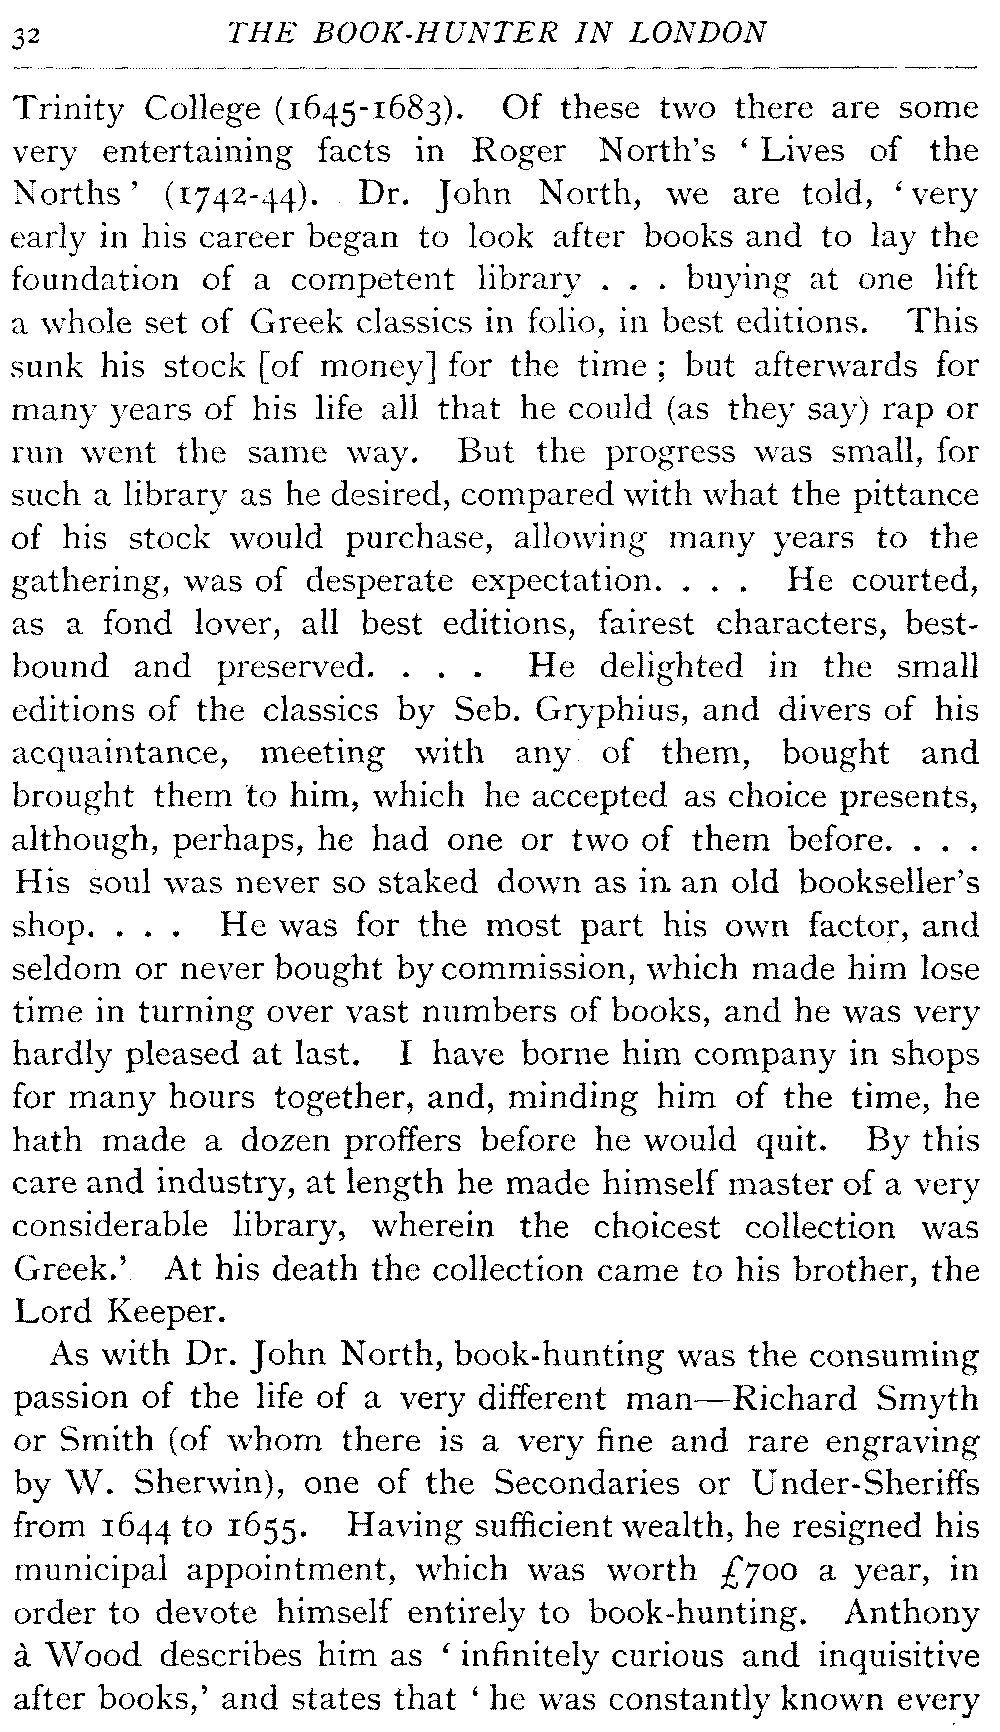 32 THE BOOK-HUNTER IN LONDON
Trinity College (1645-1683). Of these two there are some
very entertaining facts in Roger North's ‘ Lives of the
Norths ’ (1742-44). Dr. John North, we are told, ‘ very
early in his career began to look after books and to lay the
foundation of a competent library . . . buying at one lift
a whole set of Greek classics in folio, in best editions. This
sunk his stock [of money] for the time ; but afterwards for
many years of his life all that he could (as they say) rap or
run went the same way. But the progress was small, for
such a library as he desired, compared with what the pittance
of his stock would purchase, allowing many years to the
gathering, was of desperate expectation. . . . He courted,
as a fond lover, all best editions, fairest characters, best-
bound and preserved. . . . He delighted in the small
editions of the classics by Seb. Gryphius, and divers of his
acquaintance, meeting with any of them, bought and
brought them to him, which he accepted as choice presents,
although, perhaps, he had one or two of them before. . . .
His soul was never so staked down as in an old bookseller's
shop. . . . He was for the most part his own factor, and
seldom or never bought by commission, which made him lose
time in turning over vast numbers of books, and he was very
hardly pleased at last. I have borne him company in shops
for many hours together, and, minding him of the time, he
hath made a dozen proffers before he would quit. By this
care and industry, at length he made himself master of a very
considerable library, wherein the choicest collection was
Greek.’ At his death the collection came to his brother, the
Lord Keeper.
As with Dr. John North, book-hunting was the consuming
passion of the life of a very different man—Richard Smyth
or Smith (of whom there is a very fine and rare engraving
by W. Sherwin), one of the Secondaries or Under-Sheriffs
from 1644 to 1655. Having sufficient wealth, he resigned his
municipal appointment, which was worth £700 a year, in
order to devote himself entirely to book-hunting. Anthony
à Wood describes him as ‘ infinitely curious and inquisitive
after books,’ and states that ‘ he was constantly known every